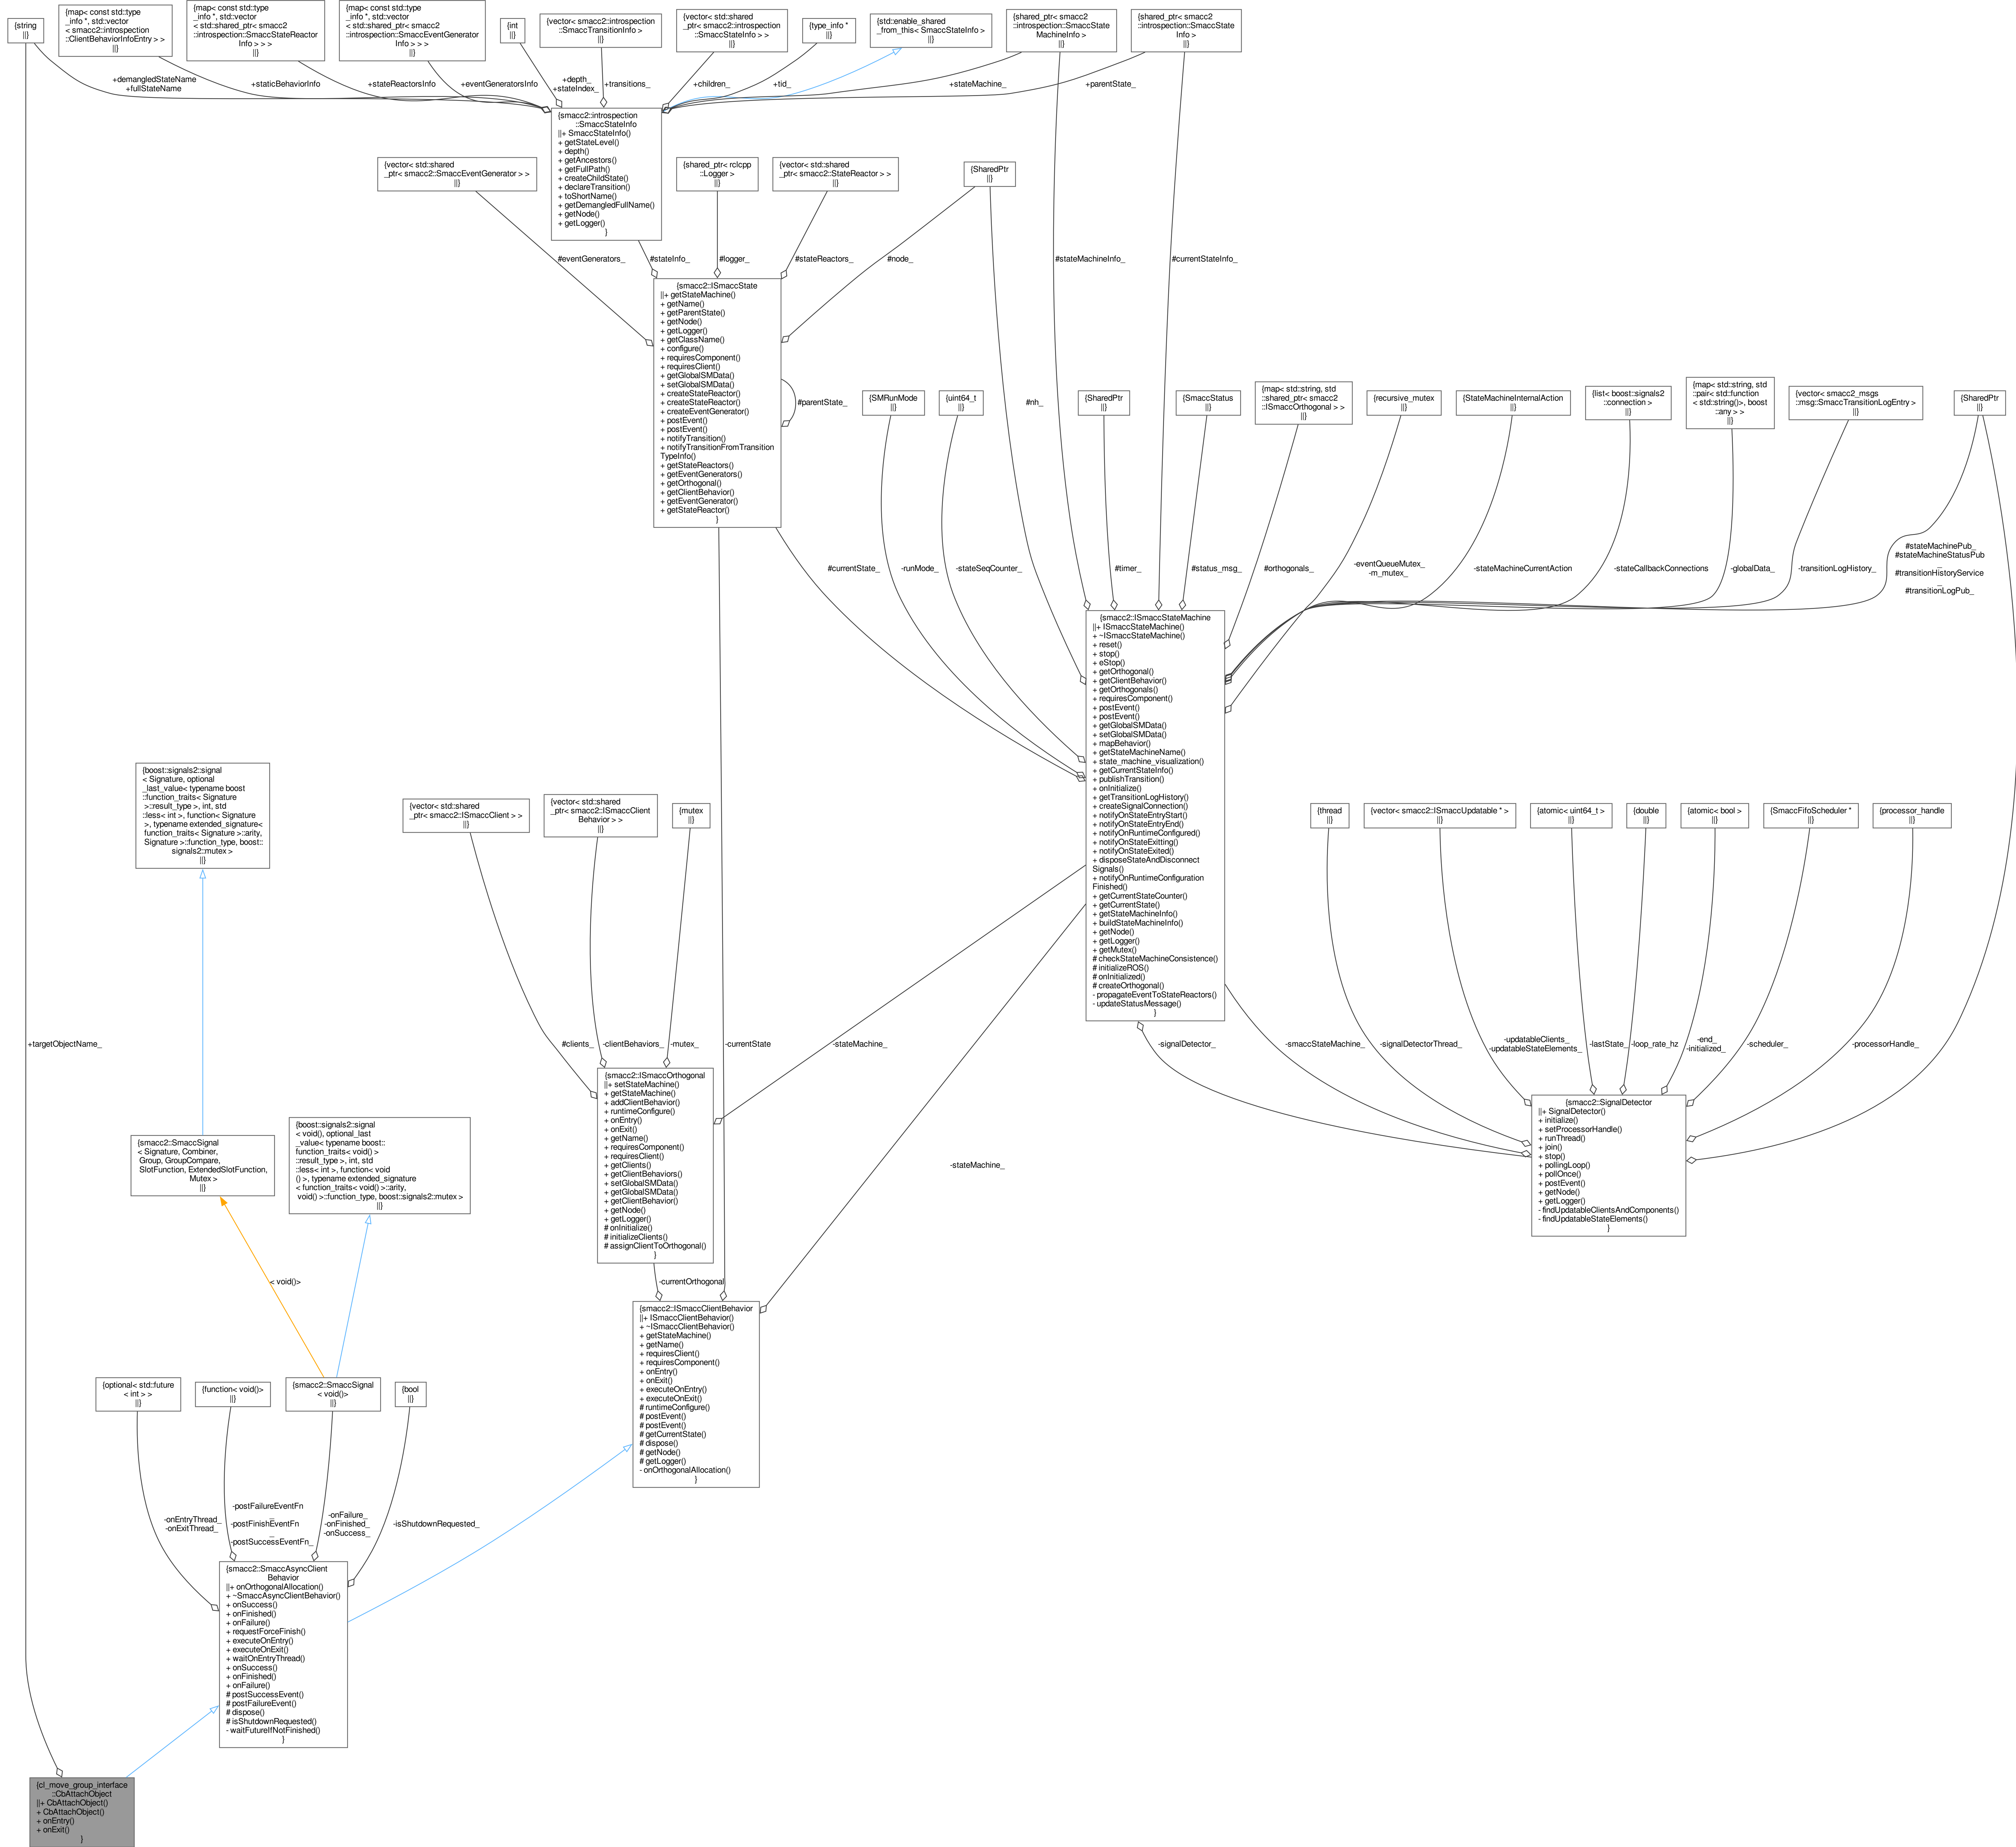 {string
||}
{map< const std::type
_info *, std::vector
< smacc2::introspection
::ClientBehaviorInfoEntry > >
||}
{map< const std::type
_info *, std::vector
< std::shared_ptr< smacc2
::introspection::SmaccStateReactor
Info > > >
||}
{map< const std::type
_info *, std::vector
< std::shared_ptr< smacc2
::introspection::SmaccEventGenerator
Info > > >
||}
{int
||}
{vector< smacc2::introspection
::SmaccTransitionInfo >
||}
{vector< std::shared
_ptr< smacc2::introspection
::SmaccStateInfo > >
||}
{type_info *
||}
{std::enable_shared
_from_this< SmaccStateInfo >
||}
{shared_ptr< smacc2
::introspection::SmaccState
MachineInfo >
||}
{shared_ptr< smacc2
::introspection::SmaccState
Info >
||}
+demangledStateName
+fullStateName
+staticBehaviorInfo
+stateReactorsInfo
+eventGeneratorsInfo
+depth_
+stateIndex_
+transitions_
+children_
+tid_
+stateMachine_
+parentState_
{smacc2::introspection
::SmaccStateInfo
||+ SmaccStateInfo()
+ getStateLevel()
+ depth()
+ getAncestors()
+ getFullPath()
+ createChildState()
+ declareTransition()
+ toShortName()
+ getDemangledFullName()
+ getNode()
+ getLogger()
}
{vector< std::shared
_ptr< smacc2::SmaccEventGenerator > >
||}
{shared_ptr< rclcpp
::Logger >
||}
{vector< std::shared
_ptr< smacc2::StateReactor > >
||}
{SharedPtr
||}
#eventGenerators_
#stateInfo_
#logger_
#stateReactors_
#node_
#stateMachineInfo_
#currentStateInfo_
{smacc2::ISmaccState
||+ getStateMachine()
+ getName()
+ getParentState()
+ getNode()
+ getLogger()
+ getClassName()
+ configure()
+ requiresComponent()
+ requiresClient()
+ getGlobalSMData()
+ setGlobalSMData()
+ createStateReactor()
+ createStateReactor()
+ createEventGenerator()
+ postEvent()
+ postEvent()
+ notifyTransition()
+ notifyTransitionFromTransition
TypeInfo()
+ getStateReactors()
+ getEventGenerators()
+ getOrthogonal()
+ getClientBehavior()
+ getEventGenerator()
+ getStateReactor()
}
#parentState_
{SMRunMode
||}
{uint64_t
||}
#nh_
{SharedPtr
||}
{SmaccStatus
||}
{map< std::string, std
::shared_ptr< smacc2
::ISmaccOrthogonal > >
||}
{recursive_mutex
||}
{StateMachineInternalAction
||}
{list< boost::signals2
::connection >
||}
{map< std::string, std
::pair< std::function
< std::string()>, boost
::any > >
||}
{vector< smacc2_msgs
::msg::SmaccTransitionLogEntry >
||}
{SharedPtr
||}
#currentState_
-runMode_
-stateSeqCounter_
#timer_
#status_msg_
#orthogonals_
-eventQueueMutex_
-m_mutex_
-stateMachineCurrentAction
-stateCallbackConnections
-globalData_
-transitionLogHistory_
#stateMachinePub_
#stateMachineStatusPub
_
#transitionHistoryService
_
#transitionLogPub_
{smacc2::ISmaccStateMachine
||+ ISmaccStateMachine()
+ ~ISmaccStateMachine()
+ reset()
+ stop()
+ eStop()
+ getOrthogonal()
+ getClientBehavior()
+ getOrthogonals()
+ requiresComponent()
+ postEvent()
+ postEvent()
+ getGlobalSMData()
+ setGlobalSMData()
+ mapBehavior()
+ getStateMachineName()
+ state_machine_visualization()
+ getCurrentStateInfo()
+ publishTransition()
+ onInitialize()
+ getTransitionLogHistory()
+ createSignalConnection()
+ notifyOnStateEntryStart()
+ notifyOnStateEntryEnd()
+ notifyOnRuntimeConfigured()
+ notifyOnStateExitting()
+ notifyOnStateExited()
+ disposeStateAndDisconnect
Signals()
+ notifyOnRuntimeConfiguration
Finished()
+ getCurrentStateCounter()
+ getCurrentState()
+ getStateMachineInfo()
+ buildStateMachineInfo()
+ getNode()
+ getLogger()
+ getMutex()
# checkStateMachineConsistence()
# initializeROS()
# onInitialized()
# createOrthogonal()
- propagateEventToStateReactors()
- updateStatusMessage()
}
{boost::signals2::signal
< Signature, optional
_last_value< typename boost
::function_traits< Signature
>::result_type >, int, std
::less< int >, function< Signature
>, typename extended_signature<
function_traits< Signature >::arity,
Signature >::function_type, boost::
signals2::mutex >
||}
{vector< std::shared
_ptr< smacc2::ISmaccClient > >
||}
{vector< std::shared
_ptr< smacc2::ISmaccClient
Behavior > >
||}
{mutex
||}
{thread
||}
{vector< smacc2::ISmaccUpdatable * >
||}
{atomic< uint64_t >
||}
{double
||}
{atomic< bool >
||}
{SmaccFifoScheduler *
||}
{processor_handle
||}
+targetObjectName_
#clients_
-clientBehaviors_
-mutex_
-currentState
-stateMachine_
-signalDetector_
-smaccStateMachine_
-signalDetectorThread_
-updatableClients_
-updatableStateElements_
-lastState_
-loop_rate_hz
-end_
-initialized_
-scheduler_
-processorHandle_
{smacc2::ISmaccOrthogonal
||+ setStateMachine()
+ getStateMachine()
+ addClientBehavior()
+ runtimeConfigure()
+ onEntry()
+ onExit()
+ getName()
+ requiresComponent()
+ requiresClient()
+ getClients()
+ getClientBehaviors()
+ setGlobalSMData()
+ getGlobalSMData()
+ getClientBehavior()
+ getNode()
+ getLogger()
# onInitialize()
# initializeClients()
# assignClientToOrthogonal()
}
{smacc2::SignalDetector
||+ SignalDetector()
+ initialize()
+ setProcessorHandle()
+ runThread()
+ join()
+ stop()
+ pollingLoop()
+ pollOnce()
+ postEvent()
+ getNode()
+ getLogger()
- findUpdatableClientsAndComponents()
- findUpdatableStateElements()
}
{smacc2::SmaccSignal
< Signature, Combiner,
Group, GroupCompare,
SlotFunction, ExtendedSlotFunction,
Mutex >
||}
{boost::signals2::signal
< void(), optional_last
_value< typename boost::
function_traits< void() >
::result_type >, int, std
::less< int >, function< void
() >, typename extended_signature
< function_traits< void() >::arity,
void() >::function_type, boost::signals2::mutex >
||}
-stateMachine_
< void()>
-currentOrthogonal
{smacc2::ISmaccClientBehavior
||+ ISmaccClientBehavior()
+ ~ISmaccClientBehavior()
+ getStateMachine()
+ getName()
+ requiresClient()
+ requiresComponent()
+ onEntry()
+ onExit()
+ executeOnEntry()
+ executeOnExit()
# runtimeConfigure()
# postEvent()
# postEvent()
# getCurrentState()
# dispose()
# getNode()
# getLogger()
- onOrthogonalAllocation()
}
{optional< std::future
< int > >
||}
{function< void()>
||}
{smacc2::SmaccSignal
< void()>
||}
{bool
||}
-onEntryThread_
-onExitThread_
-postFailureEventFn
_
-postFinishEventFn
_
-postSuccessEventFn_
-onFailure_
-onFinished_
-onSuccess_
-isShutdownRequested_
{smacc2::SmaccAsyncClient
Behavior
||+ onOrthogonalAllocation()
+ ~SmaccAsyncClientBehavior()
+ onSuccess()
+ onFinished()
+ onFailure()
+ requestForceFinish()
+ executeOnEntry()
+ executeOnExit()
+ waitOnEntryThread()
+ onSuccess()
+ onFinished()
+ onFailure()
# postSuccessEvent()
# postFailureEvent()
# dispose()
# isShutdownRequested()
- waitFutureIfNotFinished()
}
{cl_move_group_interface
::CbAttachObject
||+ CbAttachObject()
+ CbAttachObject()
+ onEntry()
+ onExit()
}